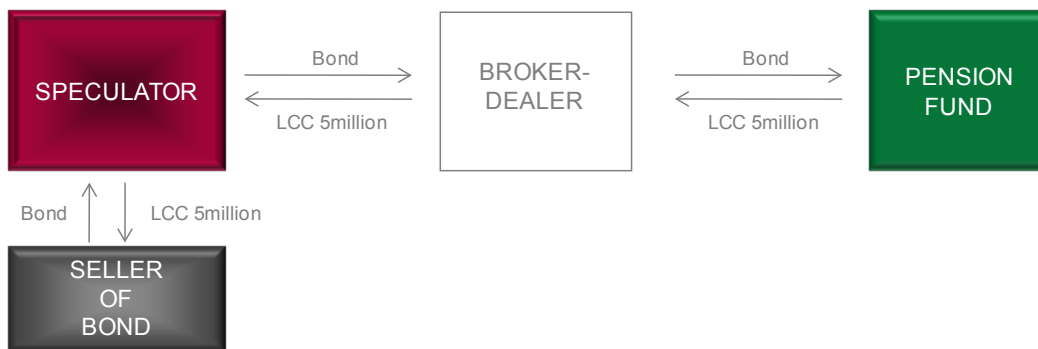 SPECULATOR
Bond
LCC 5million
BROKER-
DEALER
Bond
LCC 5million
PENSION
FUND
Bond
LCC 5million
SELLER
OF
BOND